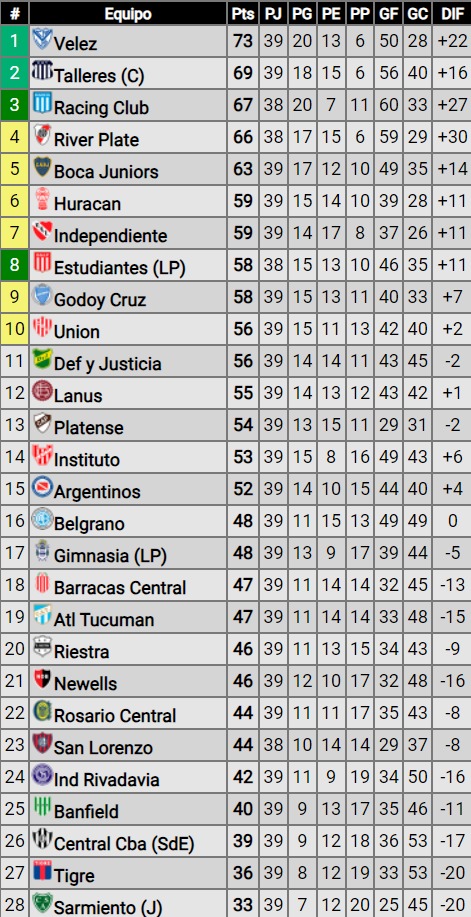 # Equipo Pts PJ PG PE PP GF GC DIF
1 Velez 73 39 20 13 6 50 28 +22
2 Talleres (C) 69 39 18 15 6 56 40 +16
3 Racing Club 67 38 20 7 11 60 33 +27
4 River Plate 66 38 17 15 6 59 29 +30
5 Boca Juniors 63 39 17 12 10 49 35 +14
6 Huracan 59 39 15 14 10 39 28 +11
7 Independiente 59 39 14 17 8 37 26 +11
8 Estudiantes (LP) 58 38 15 13 10 46 35 +11
9 Godoy Cruz 58 39 15 13 11 40 33 +7
10 Union 56 39 15 11 13 42 40 +2
11 Def y Justicia 56 39 14 14 11 43 45 -2
12 Lanus 55 39 14 13 12 43 42 +1
13 Platense 54 39 13 15 11 29 31 -2
14 Instituto 53 39 15 8 16 49 43 +6
15 Argentinos 52 39 14 10 15 44 40 +4
16 Belgrano 48 39 11 15 13 49 49 0
17 Gimnasia (LP) 48 39 13 9 17 39 44 -5
18 Barracas Central 47 39 11 14 14 32 45 -13
19 Atl Tucuman 47 39 11 14 14 33 48 -15
20 Riestra 46 39 11 13 15 34 43 -9
21 Newells 46 39 12 10 17 32 48 -16
22 Rosario Central 44 39 11 11 17 35 43 -8
23 San Lorenzo 44 38 10 14 14 29 37 -8
24 Ind Rivadavia 42 39 11 9 19 34 50 -16
25 Banfield 40 39 9 13 17 35 46 -11
26 Central Cba (SdE) 39 39 9 12 18 36 53 -17
27 Tigre 36 39 8 12 19 33 53 -20
28 Sarmiento (J) 33 39 7 12 20 25 45 -20